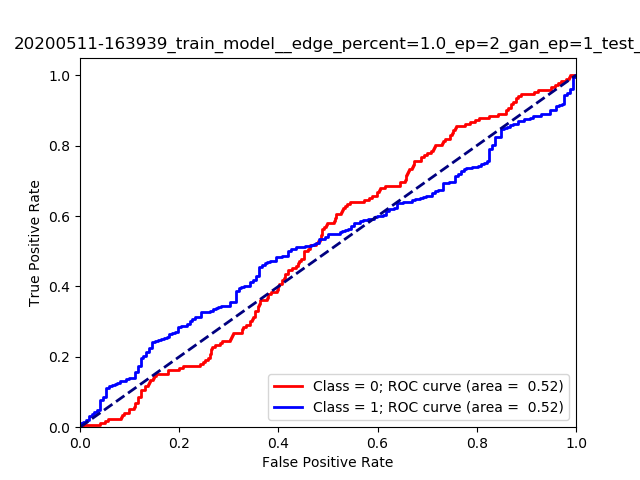 20200511-163939_train_model__edge_percent=1.0_ep=2_gan_ep=1_test_
1.0
0.8
0.6
0.4
0.2
0.0
True Positive Rate
Class = 0; ROC curve (area =  0.52)
Class = 1; ROC curve (area =  0.52)
0.0 0.2 0.4 0.6 0.8 1.0
False Positive Rate